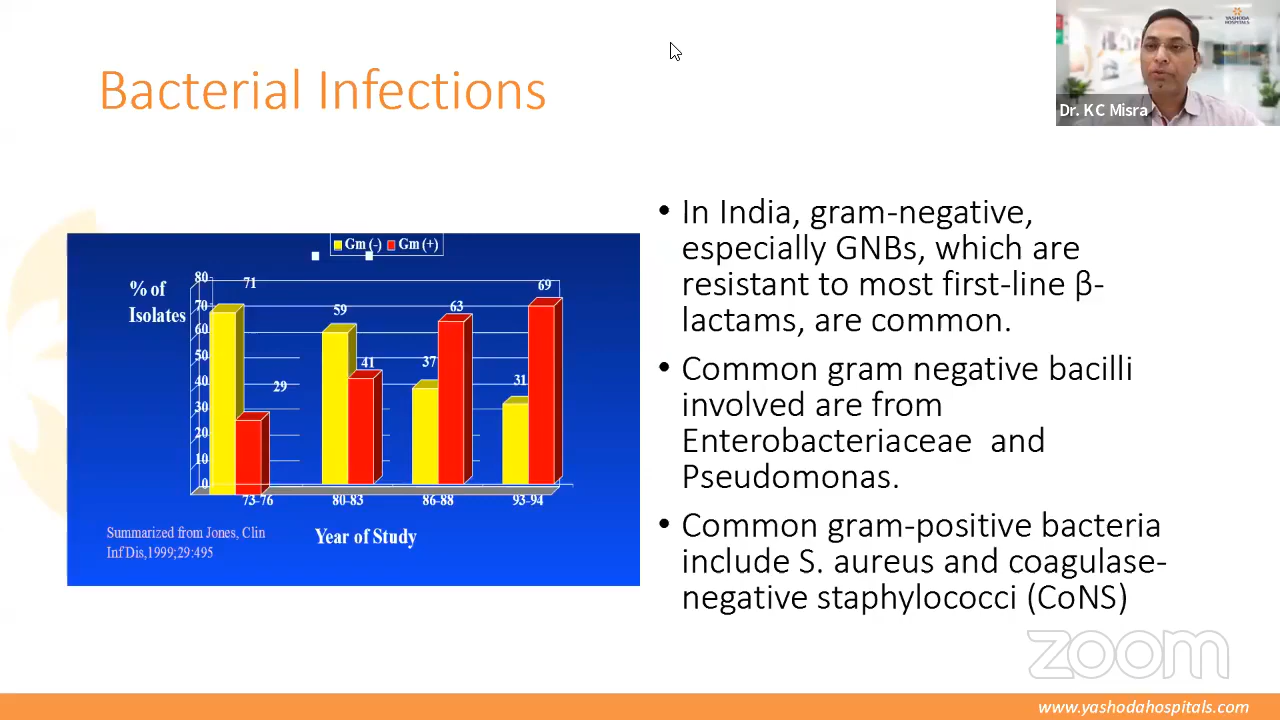 YASHODA
HOSPITALS
Dr. KC Misra
Bacterial Infections
Gm (-) Gm (+)
% of
Isolates
80
70
60
50
40
30
20
10
0
71
29
59
41
37
63
31
69
73-76 80-83 86-88 93-94
Year of Study
Summarized from Jones, Clin
Inf Dis,1999;29:495
• In India, gram-negative,
especially GNBs, which are
resistant to most first-line β-
lactams, are common.
• Common gram negative bacilli
involved are from
Enterobacteriaceae and
Pseudomonas.
• Common gram-positive bacteria
include S. aureus and coagulase-
negative staphylococci (CoNS)
zoom
www.yashodahospitals.com